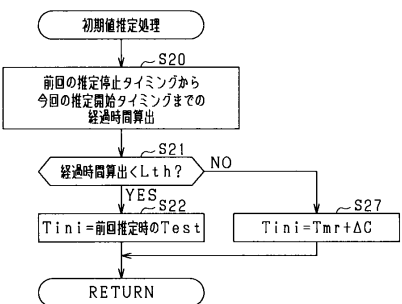 初期値推定処理
S20
前回の推定停止タイミングから
今回の推定開始タイミングまでの
経過時間算出
S21
経過時間算出<Lth?
NO
YES
S22
S27
Tini=前回推定時のTest
Tini=Tmr+ΔC
RETURN